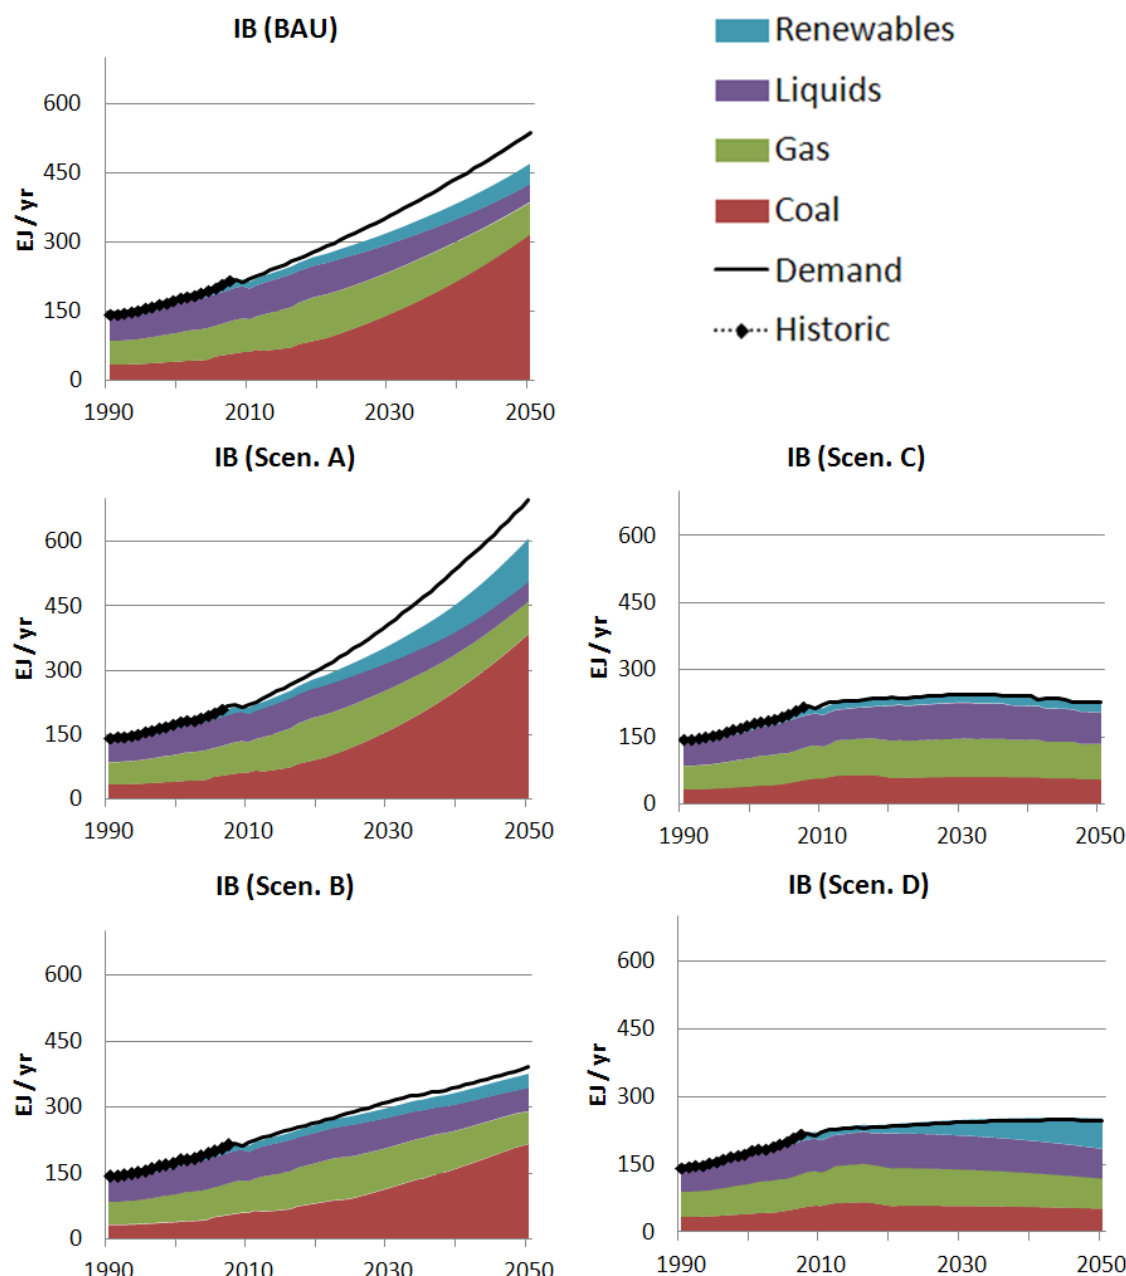 IB (BAU)
EJ / yr
600
450
300
150
0
1990
2010
2030
2050
Renewables
Liquids
Gas
Coal
Demand
Historic
IB (Scen. A)
EJ / yr
600
450
300
150
0
1990
2010
2030
2050
IB (Scen. C)
EJ / yr
600
450
300
150
0
1990
2010
2030
2050
IB (Scen. B)
EJ / yr
600
450
300
150
0
1990
2010
2030
2050
IB (Scen. D)
EJ / yr
600
450
300
150
0
1990
2010
2030
2050